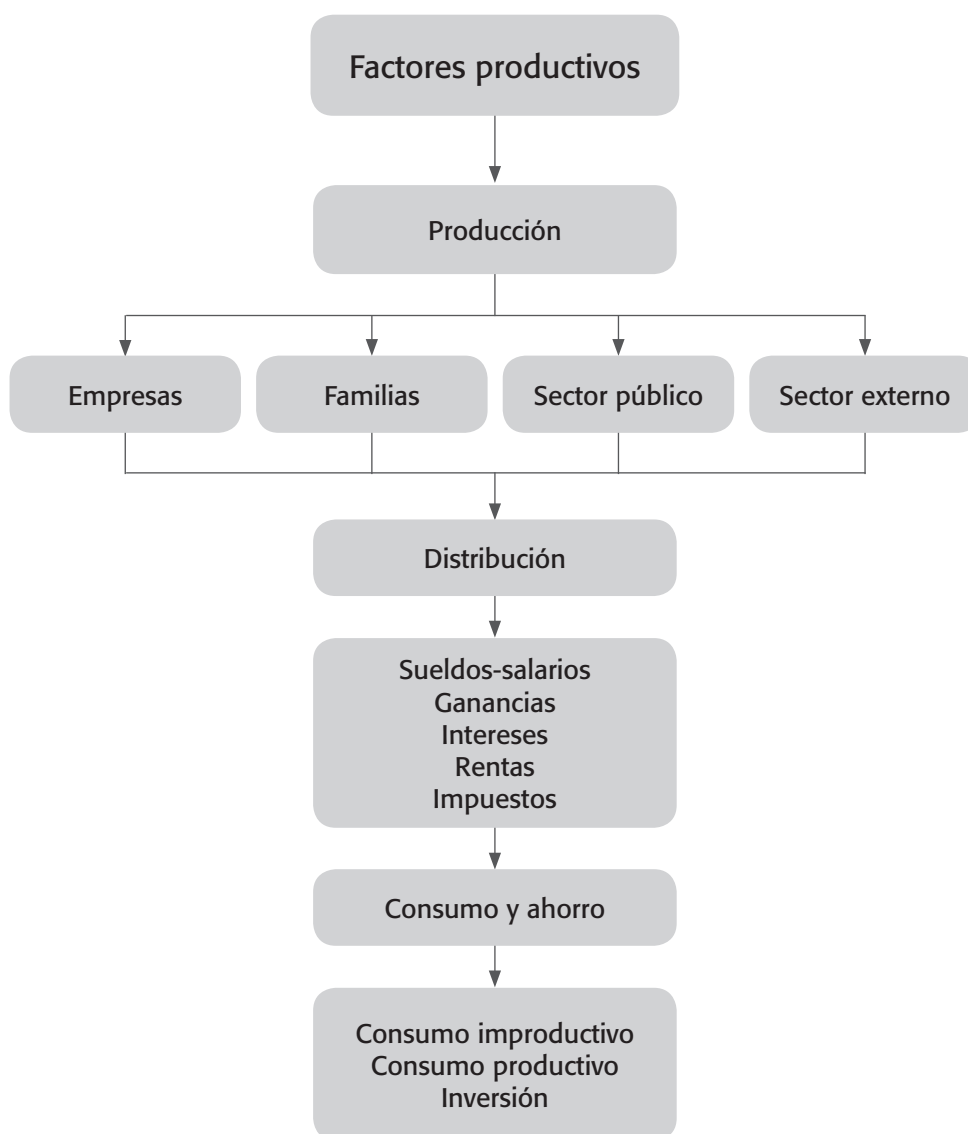 Factores productivos
Producción
Empresas
Familias
Sector público
Sector externo
Distribución
Sueldos-salarios
Ganancias
Intereses
Rentas
Impuestos
Consumo y ahorro
Consumo improductivo
Consumo productivo
Inversión